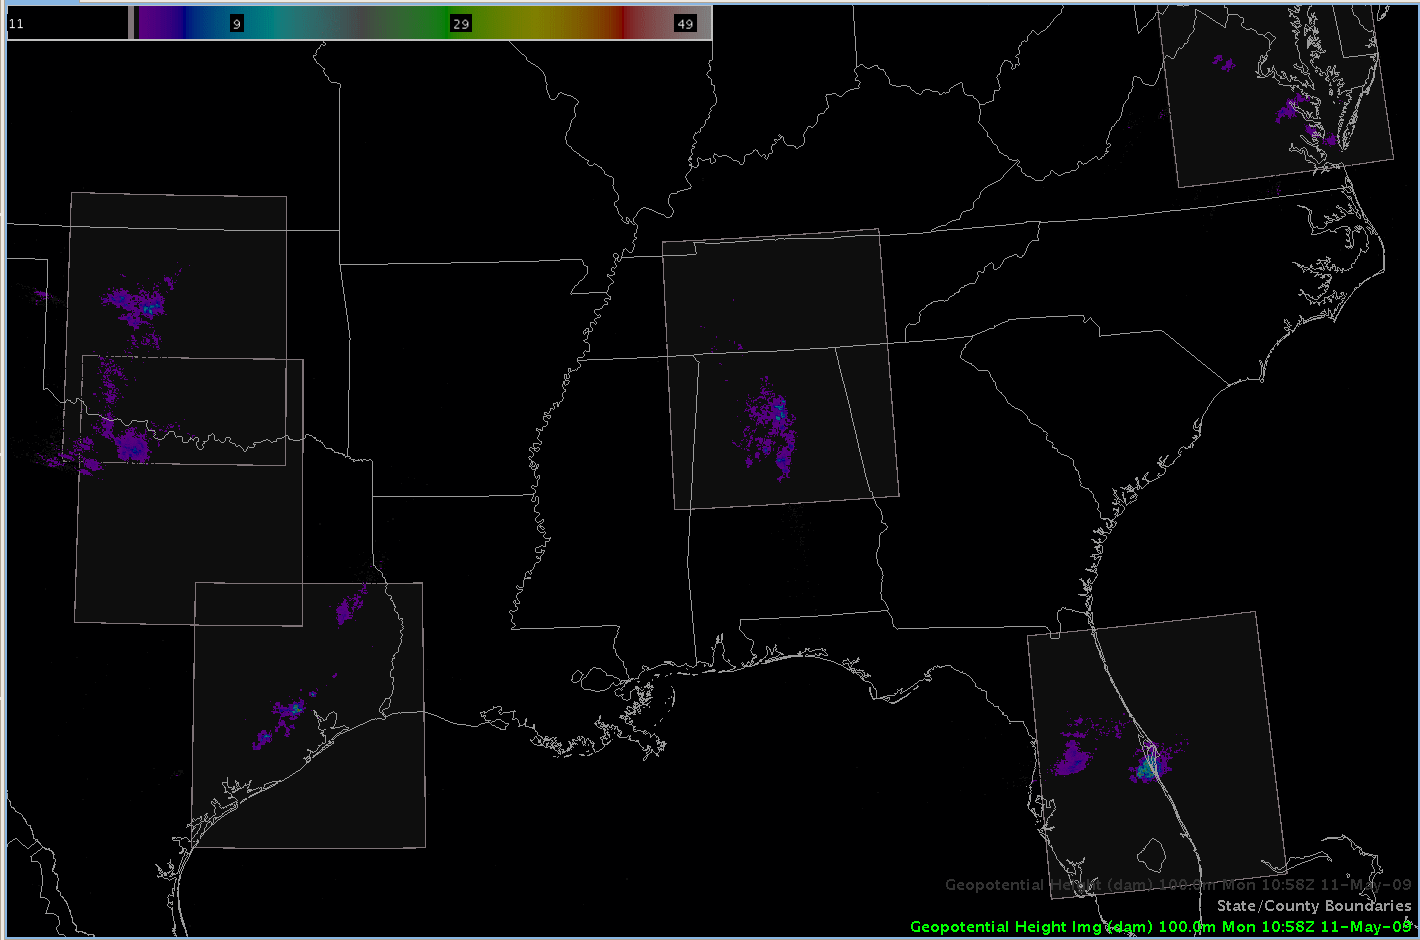 11
9
29
49
Geopotential Height (dam) 100.0m Mon 10:58Z 11-May-09
State/County Boundaries
Geopotential Height Img (dam) 100.0m Mon 10:58Z 11-May-09